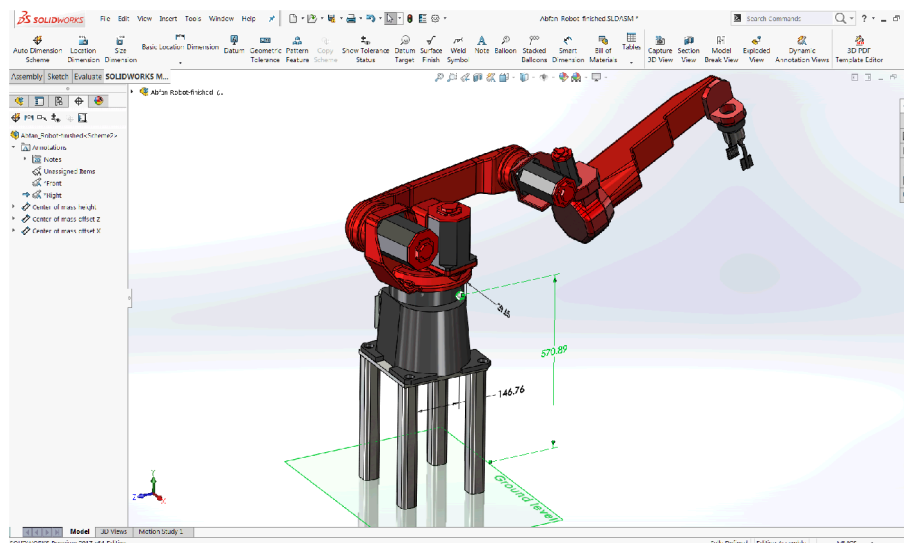 SOLIDWORKS File Edit View Insert Tools Window Help
Search Commands
Auto Dimension Scheme
Location Dimension
Size Dimension
Basic Location Dimension
Datum
Geometric Tolerance
Pattern Feature
Copy Scheme
Show Tolerance Status
Datum Target
Surface Finish
Weld Symbol
Note
Balloon
Stacked Balloons
Smart Dimension
Bill of Materials
Tables
Capture 3D View
Section View
Model Break View
Exploded View
Dynamic Annotation Views
3D PDF Template Editor
Assembly Sketch Evaluate SOLIDWORKS M...
Annotations
Notes
Unassigned Items
*Front
*Right
Center of mass height
Center of mass offset Z
Center of mass offset X
570.89
146.76
Ground level
Y
Z
X
Model 3D Views Motion Study 1